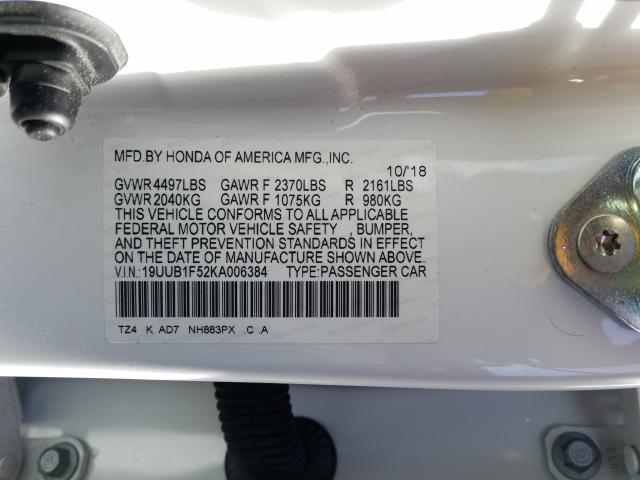 MFD.BY HONDA OF AMERICA MFG.,INC.
10/'18
GVWR 4497LBS GAWR F 2370LBS R 2161LBS
GVWR 2040KG GAWR F 1075KG R 980KG
THIS VEHICLE CONFORMS TO ALL APPLICABLE
FEDERAL MOTOR VEHICLE SAFETY , BUMPER,
AND THEFT PREVENTION STANDARDS IN EFFECT
ON THE DATE OF MANUFACTURE SHOWN ABOVE.
V.I.N.:19UUB1F52KA006384 TYPE:PASSENGER CAR
TZ4 K AD7 NH883PX .C .A